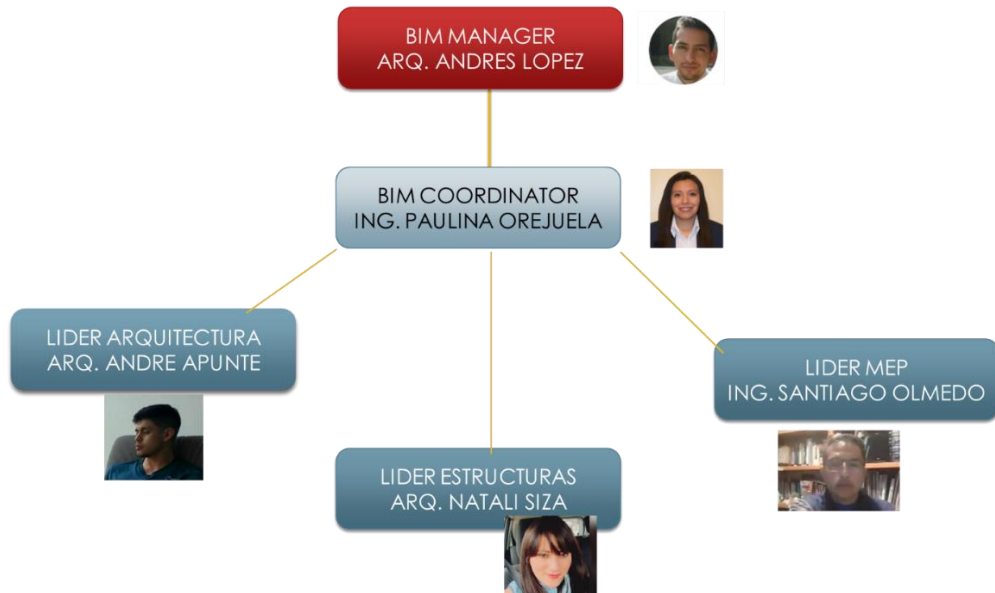 BIM MANAGER
ARQ. ANDRES LOPEZ
BIM COORDINATOR
ING. PAULINA OREJUELA
LIDER ARQUITECTURA
ARQ. ANDRE APUNTE
LIDER MEP
ING. SANTIAGO OLMEDO
LIDER ESTRUCTURAS
ARQ. NATALI SIZA